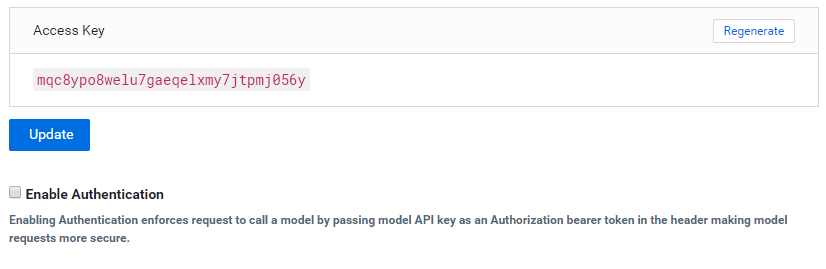 Access Key
Regenerate
mqc8ypo8welu7gaeqelxmy7jtpmj056y
Update
Enable Authentication
Enabling Authentication enforces request to call a model by passing model API key as an Authorization bearer token in the header making model
requests more secure.